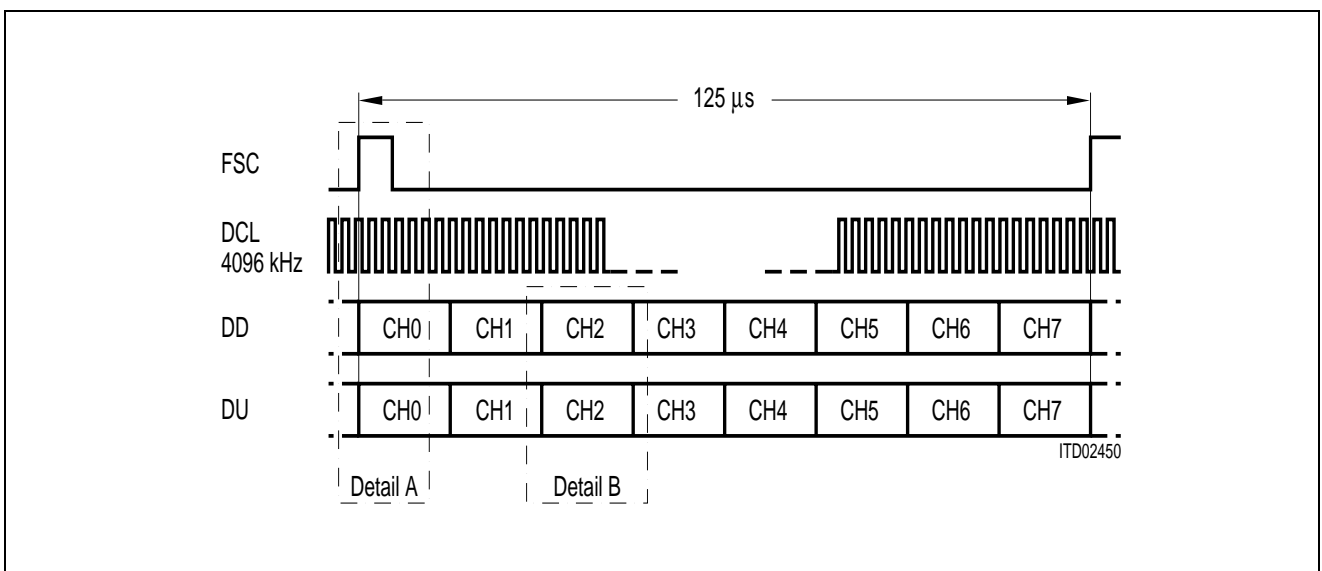 125 µs
FSC
DCL
4096 kHz
DD CH0 CH1 CH2 CH3 CH4 CH5 CH6 CH7
DU CH0 CH1 CH2 CH3 CH4 CH5 CH6 CH7
ITD02450
Detail A Detail B